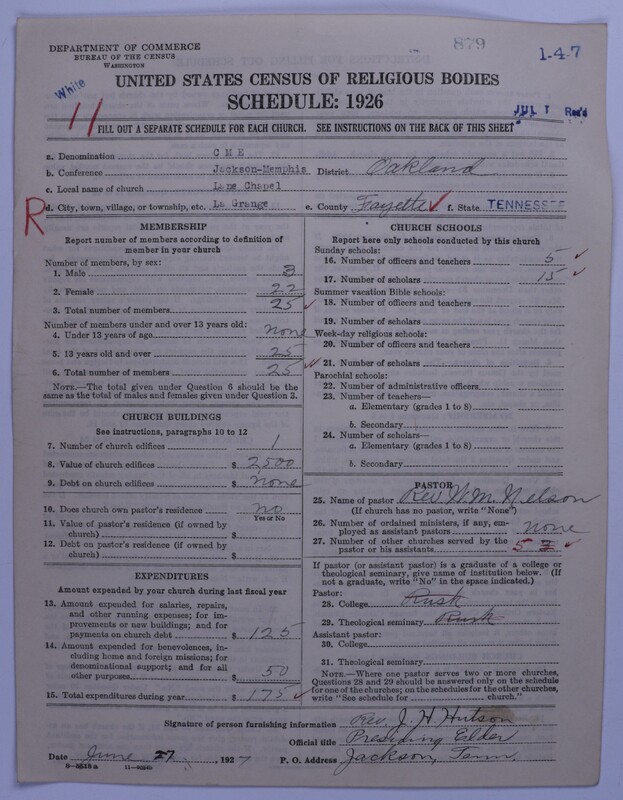 DEPARTMENT OF COMMERCE
BUREAU OF THE CENSUS
WASHINGTON
879
1-4-7
White
UNITED STATES CENSUS OF RELIGIOUS BODIES
SCHEDULE: 1926
11
JUL 1 Rec'd
FILL OUT A SEPARATE SCHEDULE FOR EACH CHURCH. SEE INSTRUCTIONS ON THE BACK OF THIS SHEET
a. Denomination C M E
b. Conference Jackson-Memphis District Oakland
c. Local name of church Lane Chapel
R
d. City, town, village, or township, etc. La Grange e. County Fayette ✓ f. State TENNESSEE
MEMBERSHIP
Report number of members according to definition of
member in your church
Number of members, by sex:
1. Male 3
2. Female 22
3. Total number of members 25 ✓
Number of members under and over 13 years old:
4. Under 13 years of age none
5. 13 years old and over 25
6. Total number of members 25 ✓
NOTE.—The total given under Question 6 should be
same as the total of males and females given under Question 3.
CHURCH BUILDINGS
See instructions, paragraphs 10 to 12
7. Number of church edifices 1
8. Value of church edifices $ 2500
9. Debt on church edifices $ none
10. Does church own pastor's residence no
Yes or No
11. Value of pastor's residence (if owned by
church) $
12. Debt on pastor's residence (if owned by
church) $
EXPENDITURES
Amount expended by your church during last fiscal year
13. Amount expended for salaries, repairs,
and other running expenses; for im-
provements or new buildings; and for
payments on church debt $ 125
14. Amount expended for benevolences,
including home and foreign missions; for
denominational support; and for all
other purposes $ 50
15. Total expenditures during year $ 175 ✓
CHURCH SCHOOLS
Report here only schools conducted by this church
Sunday schools:
16. Number of officers and teachers 5 ✓
17. Number of scholars 15 ✓
Summer vacation Bible schools:
18. Number of officers and teachers
19. Number of scholars
Week-day religious schools:
20. Number of officers and teachers
21. Number of scholars
Parochial schools:
22. Number of administrative officers
23. Number of teachers—
a. Elementary (grades 1 to 8)
b. Secondary
24. Number of scholars—
a. Elementary (grades 1 to 8)
b. Secondary
PASTOR
25. Name of pastor Rev W. M. Nelson
(If church has no pastor, write "None")
26. Number of ordained ministers, if any, em-
ployed as assistant pastors none
27. Number of other churches served by the
pastor or his assistants 5 ✓
If pastor (or assistant pastor) is a graduate of a college or
theological seminary, give name of institution below. (If
not a graduate, write "No" in the space indicated.)
Pastor:
28. College Rusk
29. Theological seminary Rusk
Assistant pastor:
30. College
31. Theological seminary
NOTE.—Where one pastor serves two or more churches,
Questions 28 and 29 should be answered only on the schedule
for one of the churches; on the schedules for the other churches,
write "See schedule for church."
Signature of person furnishing information Rev. J. H. Hutson
Official title Presiding Elder
Date June 27, 1927 P. O. Address Jackson, Tenn,